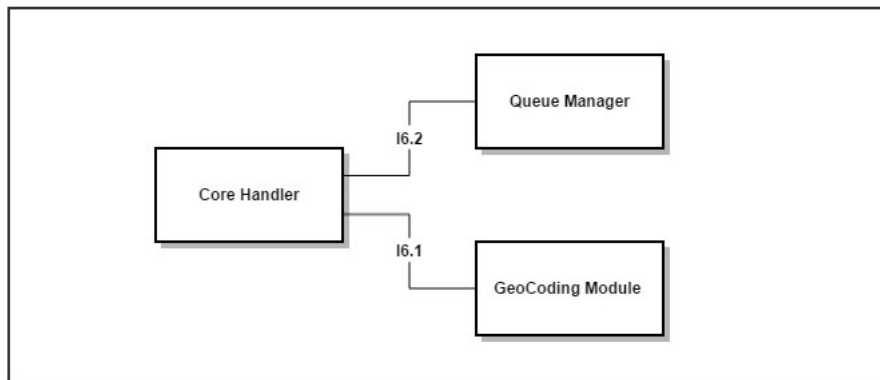 Queue Manager
I6.2
Core Handler
I6.1
GeoCoding Module